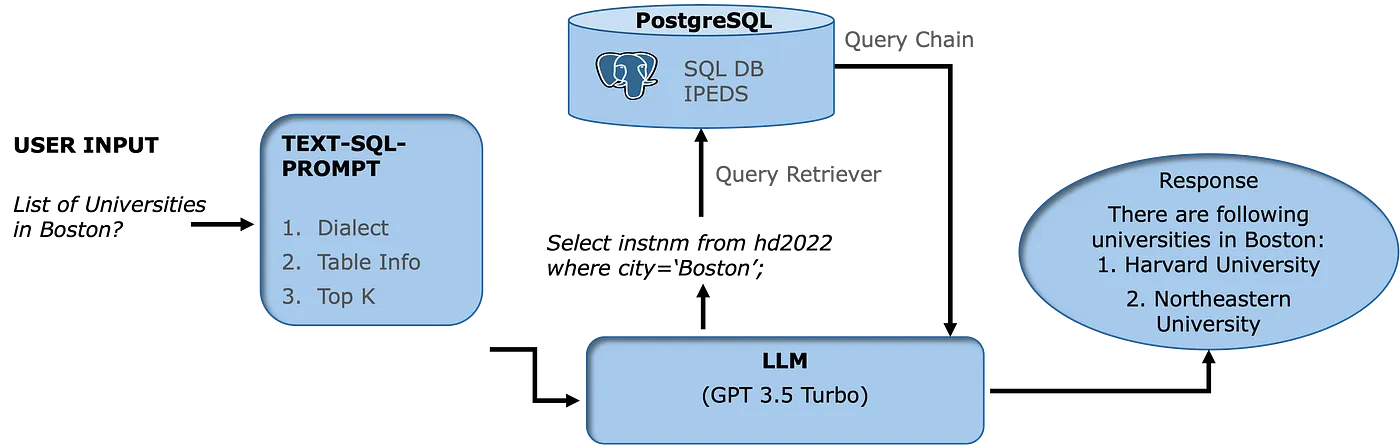 USER INPUT
List of Universities
in Boston?
TEXT-SQL-
PROMPT
1. Dialect
2. Table Info
3. Top K
PostgreSQL
SQL DB
IPEDS
Query Chain
Query Retriever
Select instnm from hd2022
where city=‘Boston’;
LLM
(GPT 3.5 Turbo)
Response
There are following
universities in Boston:
1. Harvard University
2. Northeastern
University